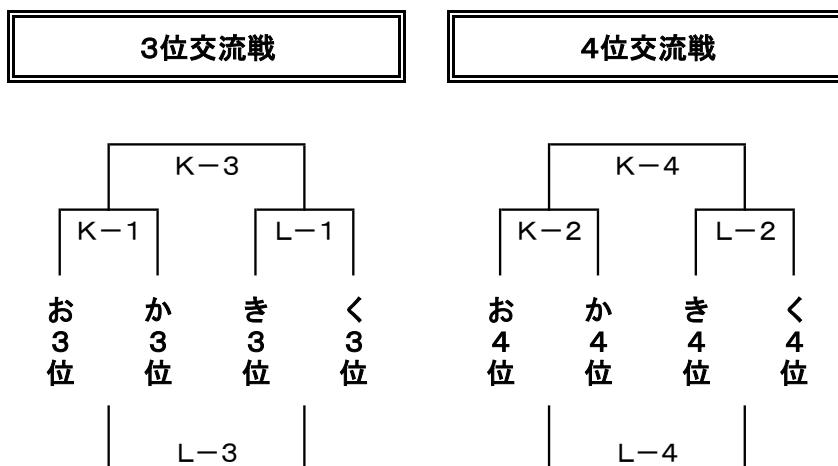 3位交流戦
4位交流戦
K-3
K-4
K-1
L-1
K-2
L-2
お3位
か3位
き3位
く3位
お4位
か4位
き4位
く4位
L-3
L-4